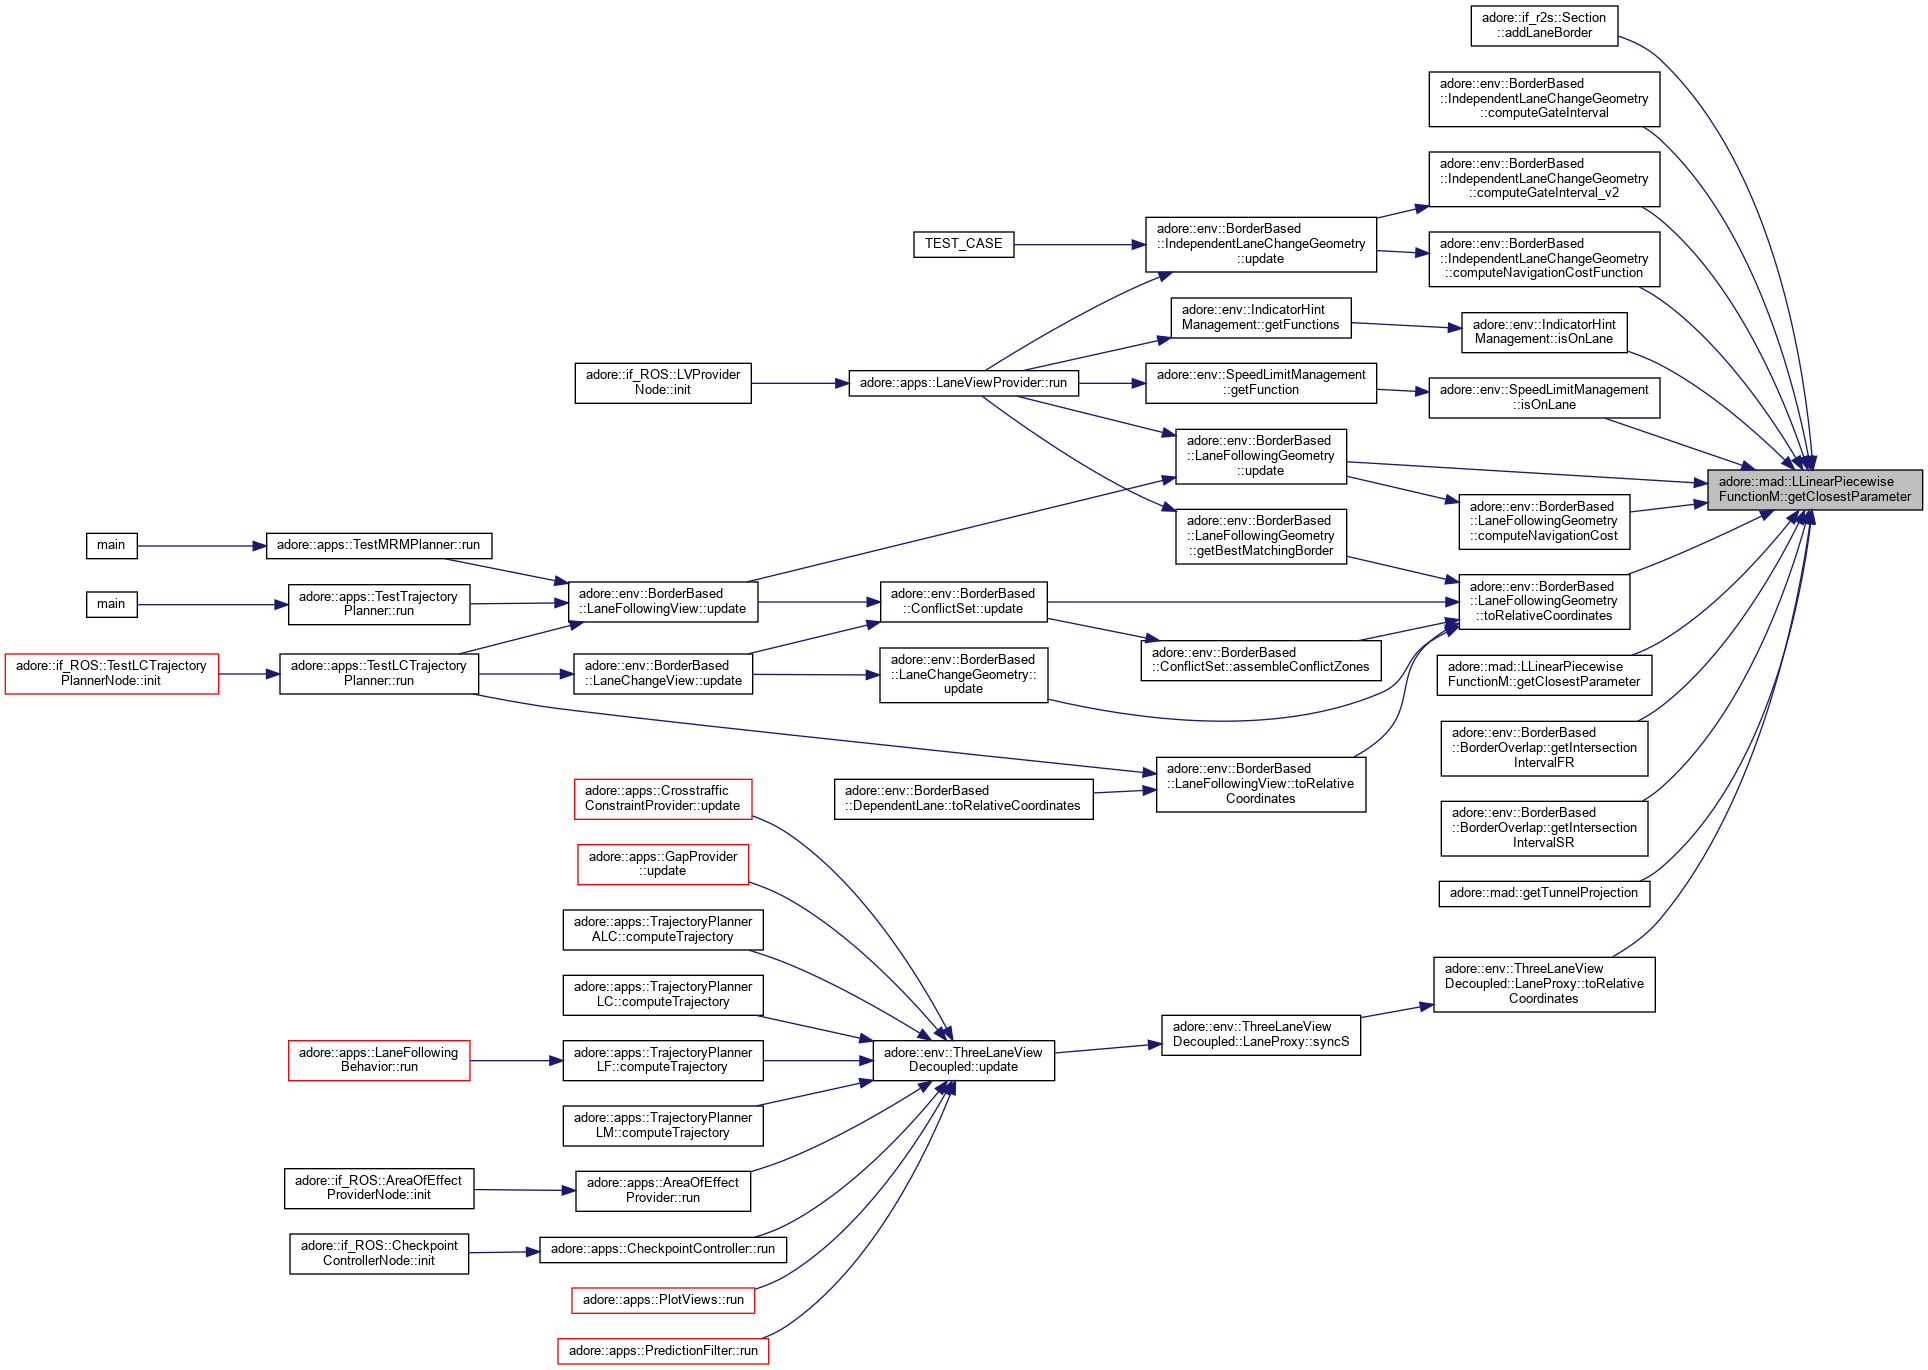 adore::if_r2s::Section
::addLaneBorder
adore::env::BorderBased
::IndependentLaneChangeGeometry
::computeGateInterval
adore::env::BorderBased
::IndependentLaneChangeGeometry
::computeGateInterval_v2
adore::env::BorderBased
::IndependentLaneChangeGeometry
::update
TEST_CASE
adore::env::BorderBased
::IndependentLaneChangeGeometry
::computeNavigationCostFunction
adore::env::IndicatorHint
Management::getFunctions
adore::env::IndicatorHint
Management::isOnLane
adore::if_ROS::LVProvider
Node::init
adore::apps::LaneViewProvider::run
adore::env::SpeedLimitManagement
::getFunction
adore::env::SpeedLimitManagement
::isOnLane
adore::env::BorderBased
::LaneFollowingGeometry
::update
adore::mad::LLinearPiecewise
FunctionM::getClosestParameter
adore::env::BorderBased
::LaneFollowingGeometry
::computeNavigationCost
adore::env::BorderBased
::LaneFollowingGeometry
::getBestMatchingBorder
main
adore::apps::TestMRMPlanner::run
main
adore::apps::TestTrajectory
Planner::run
adore::env::BorderBased
::LaneFollowingView::update
adore::env::BorderBased
::ConflictSet::update
adore::env::BorderBased
::LaneFollowingGeometry
::toRelativeCoordinates
adore::if_ROS::TestLCTrajectory
PlannerNode::init
adore::apps::TestLCTrajectory
Planner::run
adore::env::BorderBased
::LaneChangeView::update
adore::env::BorderBased
::LaneChangeGeometry::
update
adore::env::BorderBased
::ConflictSet::assembleConflictZones
adore::mad::LLinearPiecewise
FunctionM::getClosestParameter
adore::env::BorderBased
::BorderOverlap::getIntersection
IntervalFR
adore::env::BorderBased
::LaneFollowingView::toRelative
Coordinates
adore::env::BorderBased
::DependentLane::toRelativeCoordinates
adore::apps::Crosstraffic
ConstraintProvider::update
adore::env::BorderBased
::BorderOverlap::getIntersection
IntervalSR
adore::apps::GapProvider
::update
adore::mad::getTunnelProjection
adore::apps::TrajectoryPlanner
ALC::computeTrajectory
adore::env::ThreeLaneView
Decoupled::LaneProxy::toRelative
Coordinates
adore::apps::TrajectoryPlanner
LC::computeTrajectory
adore::env::ThreeLaneView
Decoupled::LaneProxy::syncS
adore::apps::LaneFollowing
Behavior::run
adore::apps::TrajectoryPlanner
LF::computeTrajectory
adore::env::ThreeLaneView
Decoupled::update
adore::apps::TrajectoryPlanner
LM::computeTrajectory
adore::if_ROS::AreaOfEffect
ProviderNode::init
adore::apps::AreaOfEffect
Provider::run
adore::if_ROS::Checkpoint
ControllerNode::init
adore::apps::CheckpointController::run
adore::apps::PlotViews::run
adore::apps::PredictionFilter::run